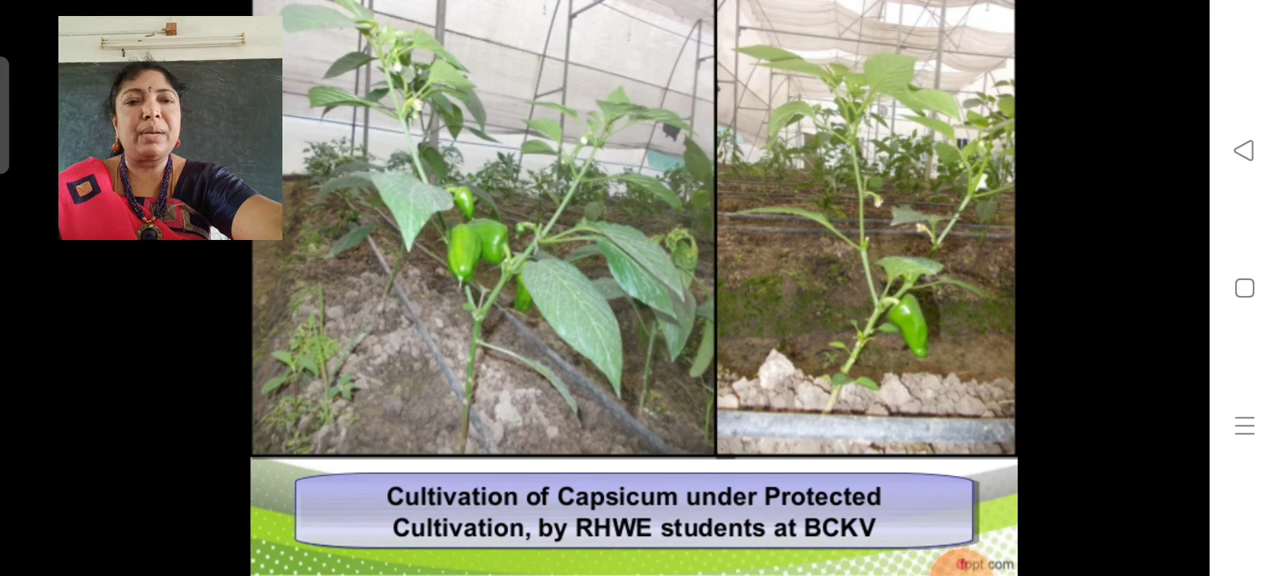 Cultivation of Capsicum under Protected
Cultivation, by RHWE students at BCKV
fppt.com